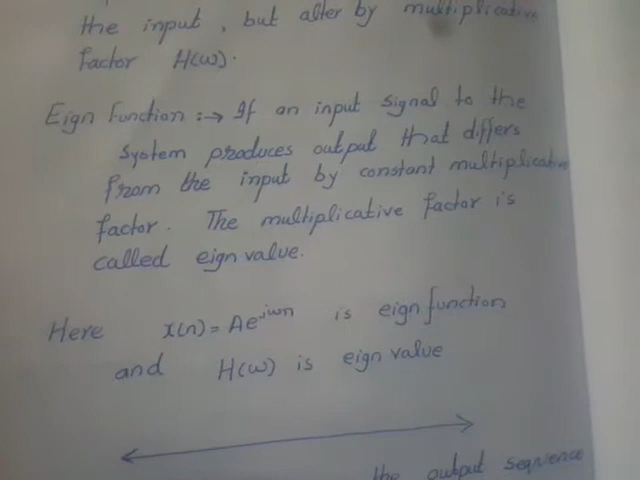 the input, but alter by multiplicative
factor H(ω).
Eign Function :→ If an input signal to the
system produces output that differs
from the input by constant multiplicative
factor. The multiplicative factor is
called eign value.
Here x(n) = Ae^jωn is eign function
and H(ω) is eign value
the output sequence